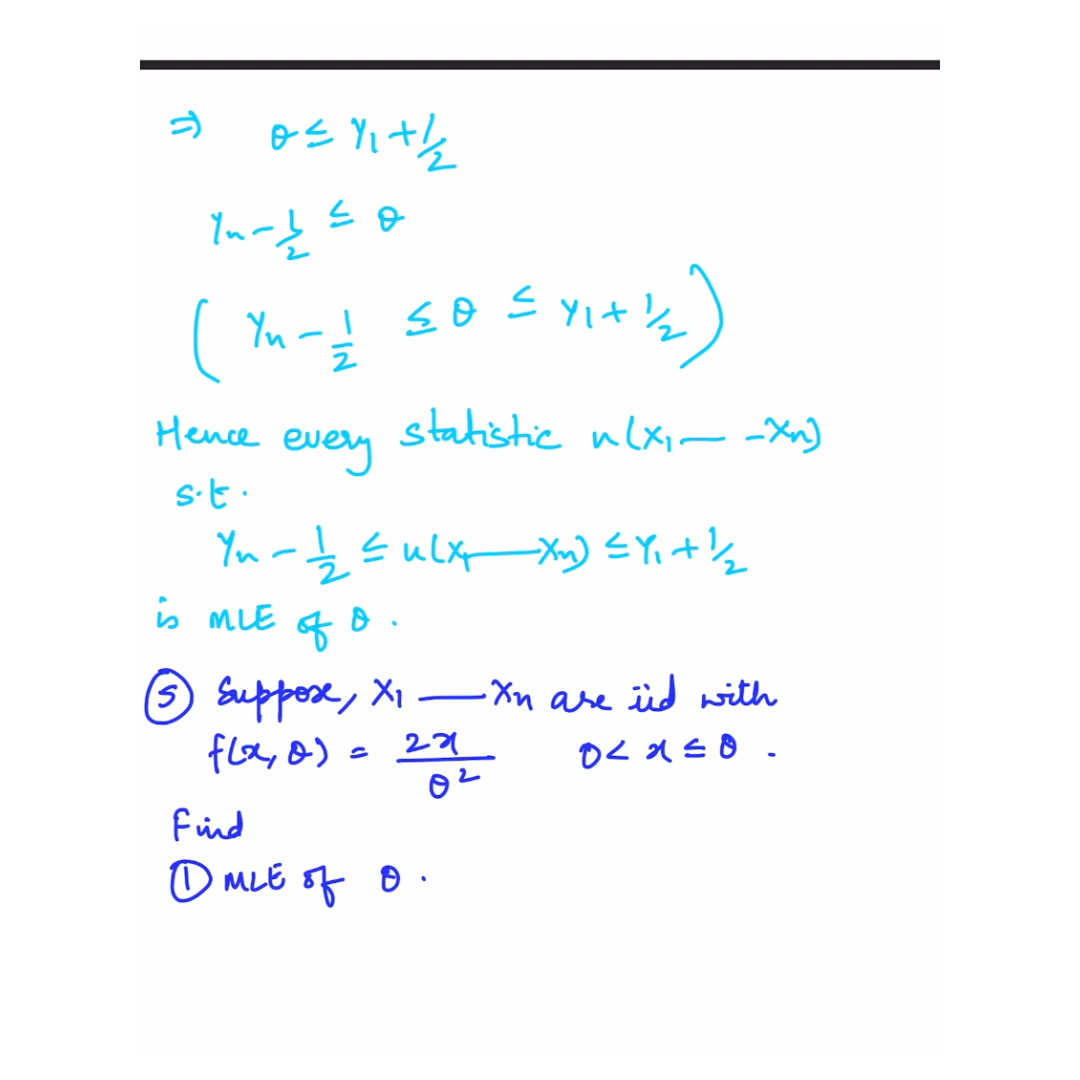 ⇒ θ ≤ Y₁ + 1/2
Yn - 1/2 ≤ θ
( Yn - 1/2 ≤ θ ≤ Y₁ + 1/2 )
Hence every statistic u(X₁ — -Xn)
s.t.
Yn - 1/2 ≤ u(X₁ — Xn) ≤ Y₁ + 1/2
is MLE of θ.
⑤ Suppose, X₁ — Xn are iid with
f(x, θ) = 2x/θ² 0 < x ≤ θ .
Find
① MLE of θ.